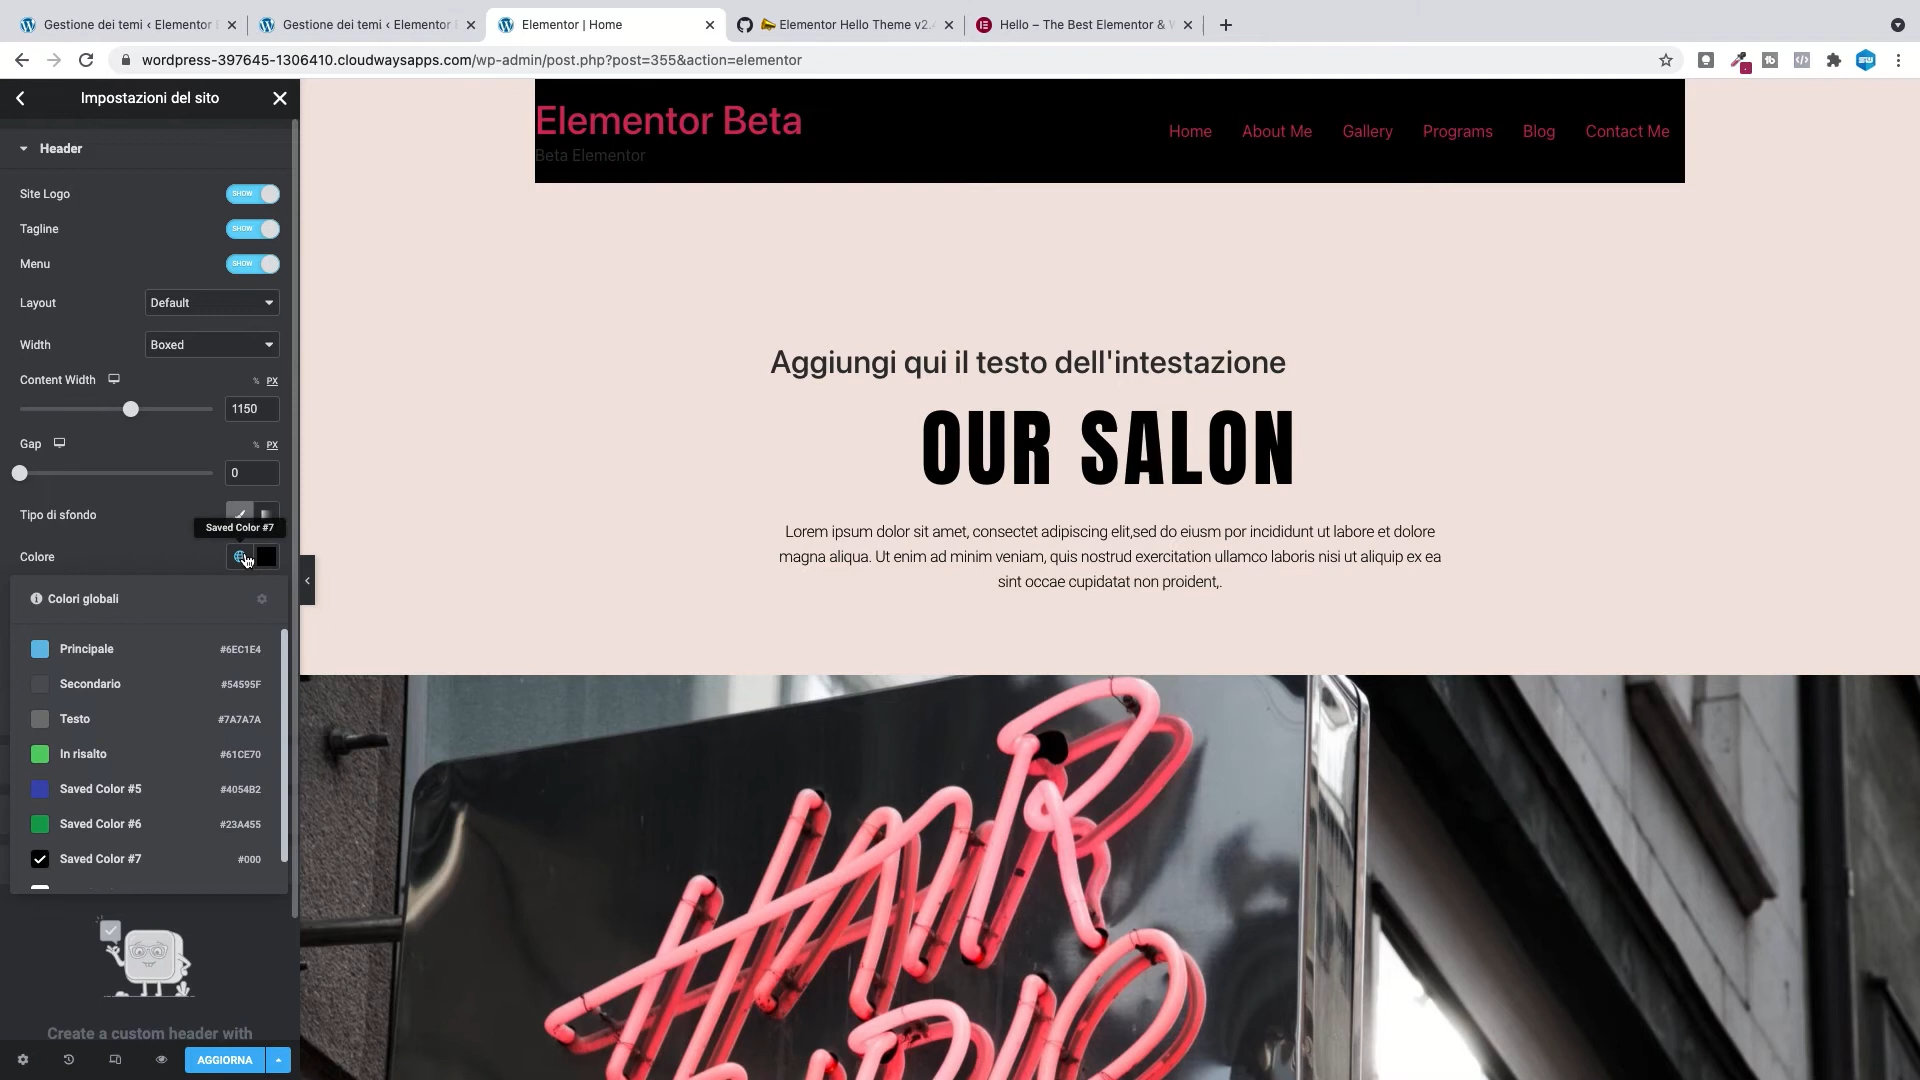 Gestione dei temi ‹ Elementor
Gestione dei temi ‹ Elementor
Elementor | Home
Elementor Hello Theme v2.
Hello – The Best Elementor & W
wordpress-397645-1306410.cloudwaysapps.com/wp-admin/post.php?post=355&action=elementor
Impostazioni del sito
Header
Site Logo
SHOW
Tagline
SHOW
Menu
SHOW
Layout
Default
Width
Boxed
Content Width
% PX
1150
Gap
% PX
0
Tipo di sfondo
Saved Color #7
Colore
Colori globali
Principale #6EC1E4
Secondario #54595F
Testo #7A7A7A
In risalto #61CE70
Saved Color #5 #4054B2
Saved Color #6 #23A455
Saved Color #7 #000
Create a custom header with
AGGIORNA
Elementor Beta
Beta Elementor
Home About Me Gallery Programs Blog Contact Me
Aggiungi qui il testo dell'intestazione
OUR SALON
Lorem ipsum dolor sit amet, consectet adipiscing elit,sed do eiusm por incididunt ut labore et dolore
magna aliqua. Ut enim ad minim veniam, quis nostrud exercitation ullamco laboris nisi ut aliquip ex ea
sint occae cupidatat non proident,.
HAIR